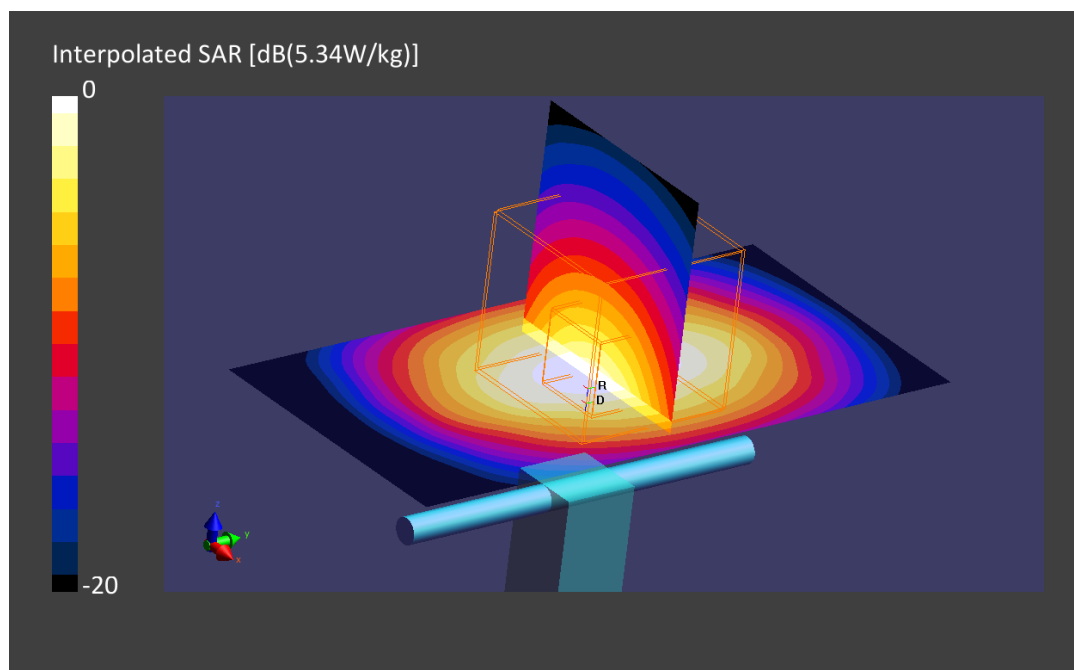 Interpolated SAR [dB(5.34W/kg)]
0
R
D
z
y
x
-20